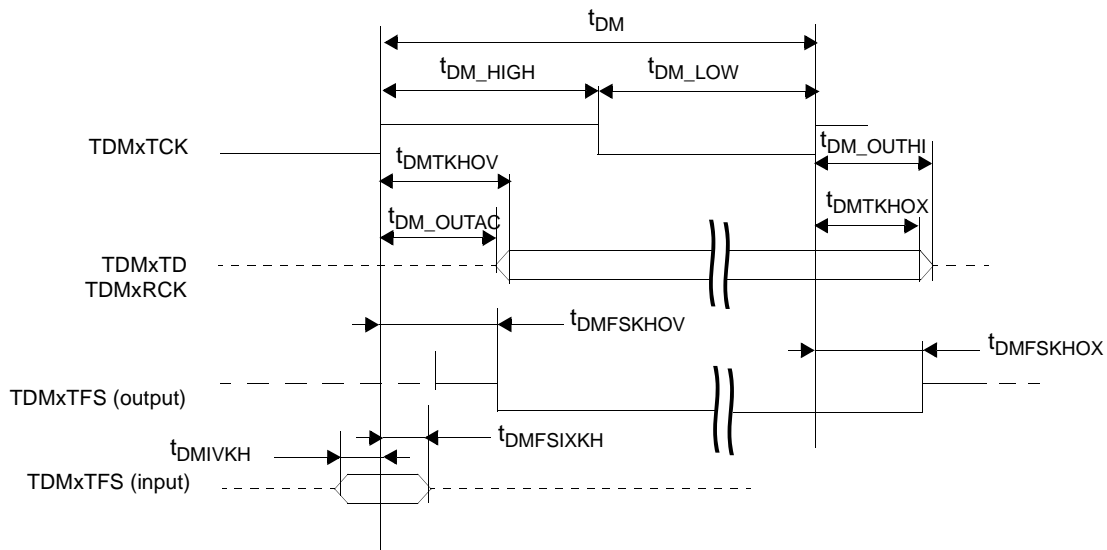 tDM
tDM_HIGH
tDM_LOW
TDMxTCK
tDM_OUTHI
tDMTKHOV
tDMTKHOX
tDM_OUTAC
TDMxTD
TDMxRCK
tDMFSKHOV
tDMFSKHOX
TDMxTFS (output)
tDMFSIXKH
tDMIVKH
TDMxTFS (input)